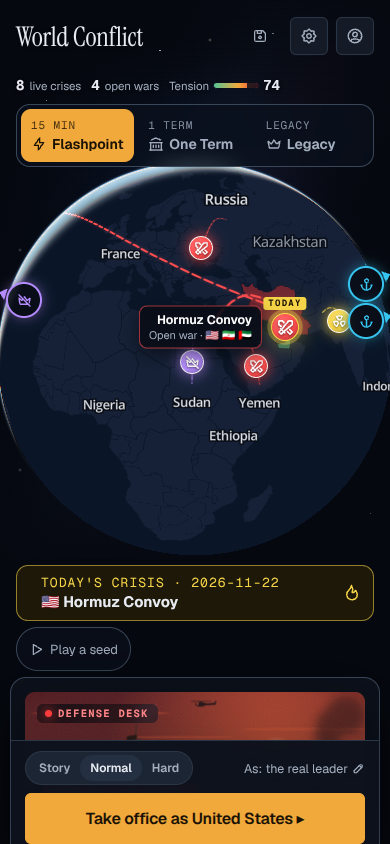 World Conflict
8 live crises 4 open wars Tension 74
15 MIN
Flashpoint
1 TERM
One Term
LEGACY
Legacy
Russia
Kazakhstan
France
TODAY
Hormuz Convoy
Open war · 🇺🇸 🇮🇷 🇦🇪
Nigeria
Sudan
Yemen
Ethiopia
TODAY'S CRISIS · 2026-11-22
🇺🇸 Hormuz Convoy
Play a seed
DEFENSE DESK
Story Normal Hard
As: the real leader
Take office as United States ▸